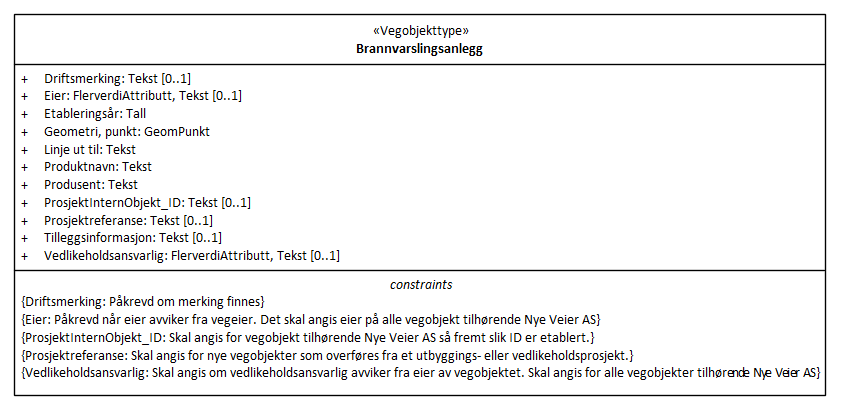 «Vegobjekttype»
Brannvarslingsanlegg
+ Driftsmerking: Tekst [0..1]
+ Eier: FlerverdiAttributt, Tekst [0..1]
+ Etableringsår: Tall
+ Geometri, punkt: GeomPunkt
+ Linje ut til: Tekst
+ Produktnavn: Tekst
+ Produsent: Tekst
+ ProsjektInternObjekt_ID: Tekst [0..1]
+ Prosjektreferanse: Tekst [0..1]
+ Tilleggsinformasjon: Tekst [0..1]
+ Vedlikeholdsansvarlig: FlerverdiAttributt, Tekst [0..1]
constraints
{Driftsmerking: Påkrevd om merking finnes}
{Eier: Påkrevd når eier avviker fra vegeier. Det skal angis eier på alle vegobjekt tilhørende Nye Veier AS}
{ProsjektInternObjekt_ID: Skal angis for vegobjekt tilhørende Nye Veier AS så fremt slik ID er etablert.}
{Prosjektreferanse: Skal angis for nye vegobjekter som overføres fra et utbyggings- eller vedlikeholdsprosjekt.}
{Vedlikeholdsansvarlig: Skal angis om vedlikeholdsansvarlig avviker fra eier av vegobjektet. Skal angis for alle vegobjekter tilhørende Nye Veier AS}